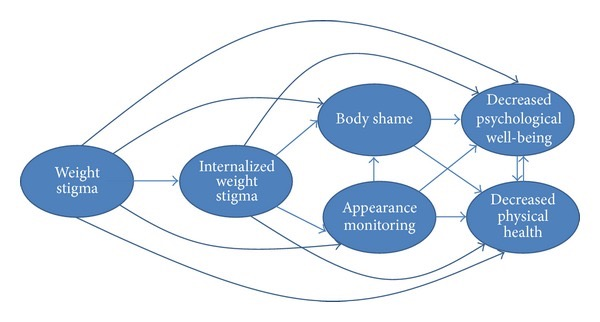 Weight
stigma
Internalized
weight
stigma
Body shame
Appearance
monitoring
Decreased
psychological
well-being
Decreased
physical
health